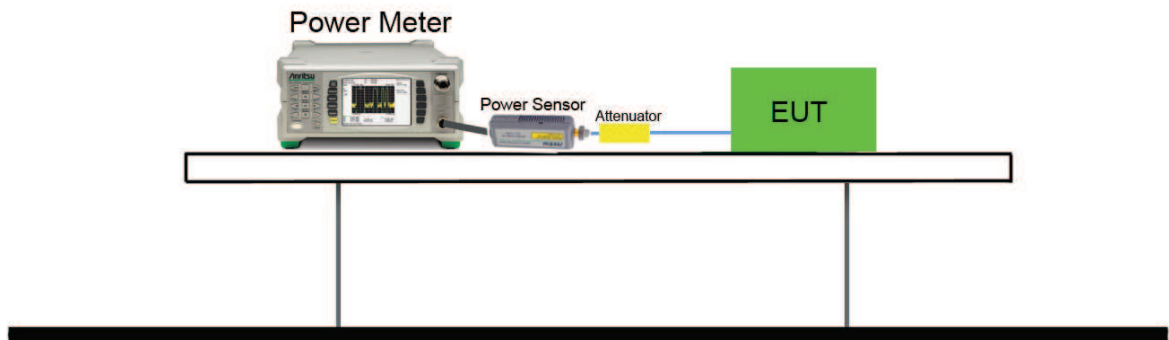 Power Meter
Anritsu
Power Sensor
Attenuator
EUT